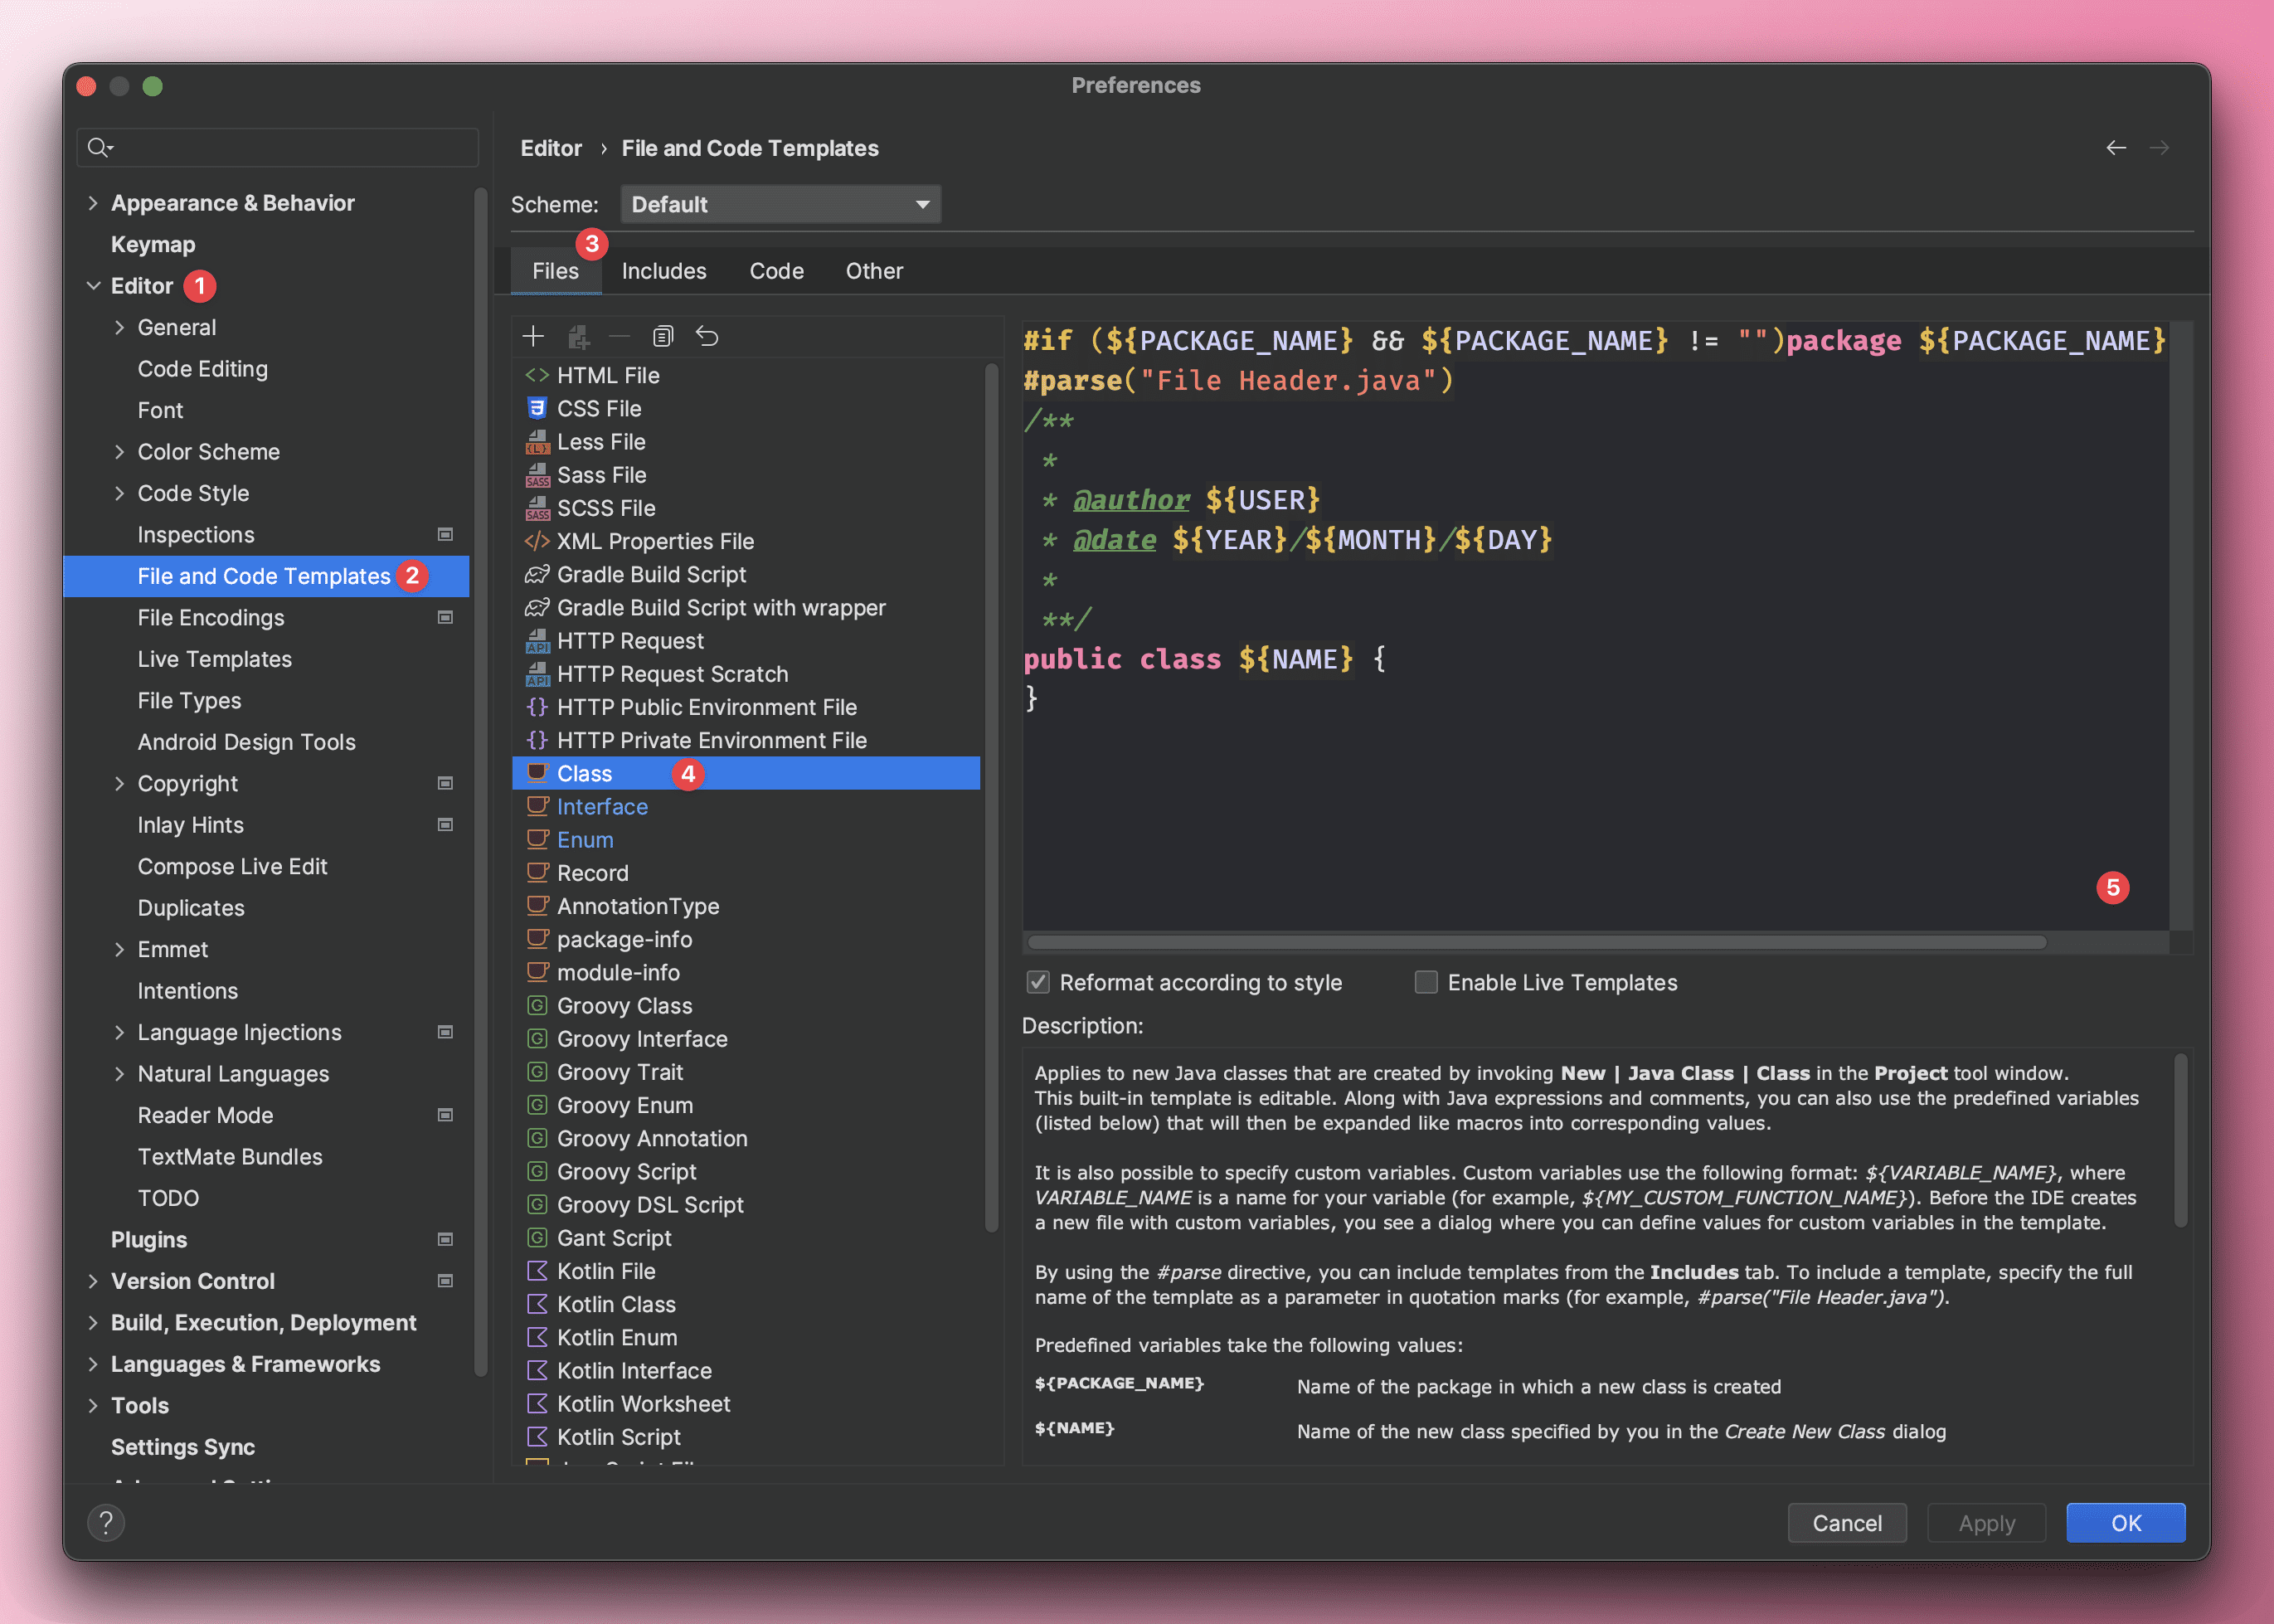 Preferences
Appearance & Behavior
Keymap
Editor 1
General
Code Editing
Font
Color Scheme
Code Style
Inspections
File and Code Templates 2
File Encodings
Live Templates
File Types
Android Design Tools
Copyright
Inlay Hints
Compose Live Edit
Duplicates
Emmet
Intentions
Language Injections
Natural Languages
Reader Mode
TextMate Bundles
TODO
Plugins
Version Control
Build, Execution, Deployment
Languages & Frameworks
Tools
Settings Sync
Editor › File and Code Templates
Scheme: Default
3
Files Includes Code Other
HTML File
CSS File
Less File
Sass File
SCSS File
XML Properties File
Gradle Build Script
Gradle Build Script with wrapper
HTTP Request
HTTP Request Scratch
HTTP Public Environment File
HTTP Private Environment File
Class 4
Interface
Enum
Record
AnnotationType
package-info
module-info
Groovy Class
Groovy Interface
Groovy Trait
Groovy Enum
Groovy Annotation
Groovy Script
Groovy DSL Script
Gant Script
Kotlin File
Kotlin Class
Kotlin Enum
Kotlin Interface
Kotlin Worksheet
Kotlin Script
#if (${PACKAGE_NAME} && ${PACKAGE_NAME} != "")package ${PACKAGE_NAME}
#parse("File Header.java")
/**
*
* @author ${USER}
* @date ${YEAR}/${MONTH}/${DAY}
*
**/
public class ${NAME} {
}
5
Reformat according to style Enable Live Templates
Description:
Applies to new Java classes that are created by invoking New | Java Class | Class in the Project tool window.
This built-in template is editable. Along with Java expressions and comments, you can also use the predefined variables
(listed below) that will then be expanded like macros into corresponding values.
It is also possible to specify custom variables. Custom variables use the following format: ${VARIABLE_NAME}, where
VARIABLE_NAME is a name for your variable (for example, ${MY_CUSTOM_FUNCTION_NAME}). Before the IDE creates
a new file with custom variables, you see a dialog where you can define values for custom variables in the template.
By using the #parse directive, you can include templates from the Includes tab. To include a template, specify the full
name of the template as a parameter in quotation marks (for example, #parse("File Header.java").
Predefined variables take the following values:
${PACKAGE_NAME} Name of the package in which a new class is created
${NAME} Name of the new class specified by you in the Create New Class dialog
? Cancel Apply OK